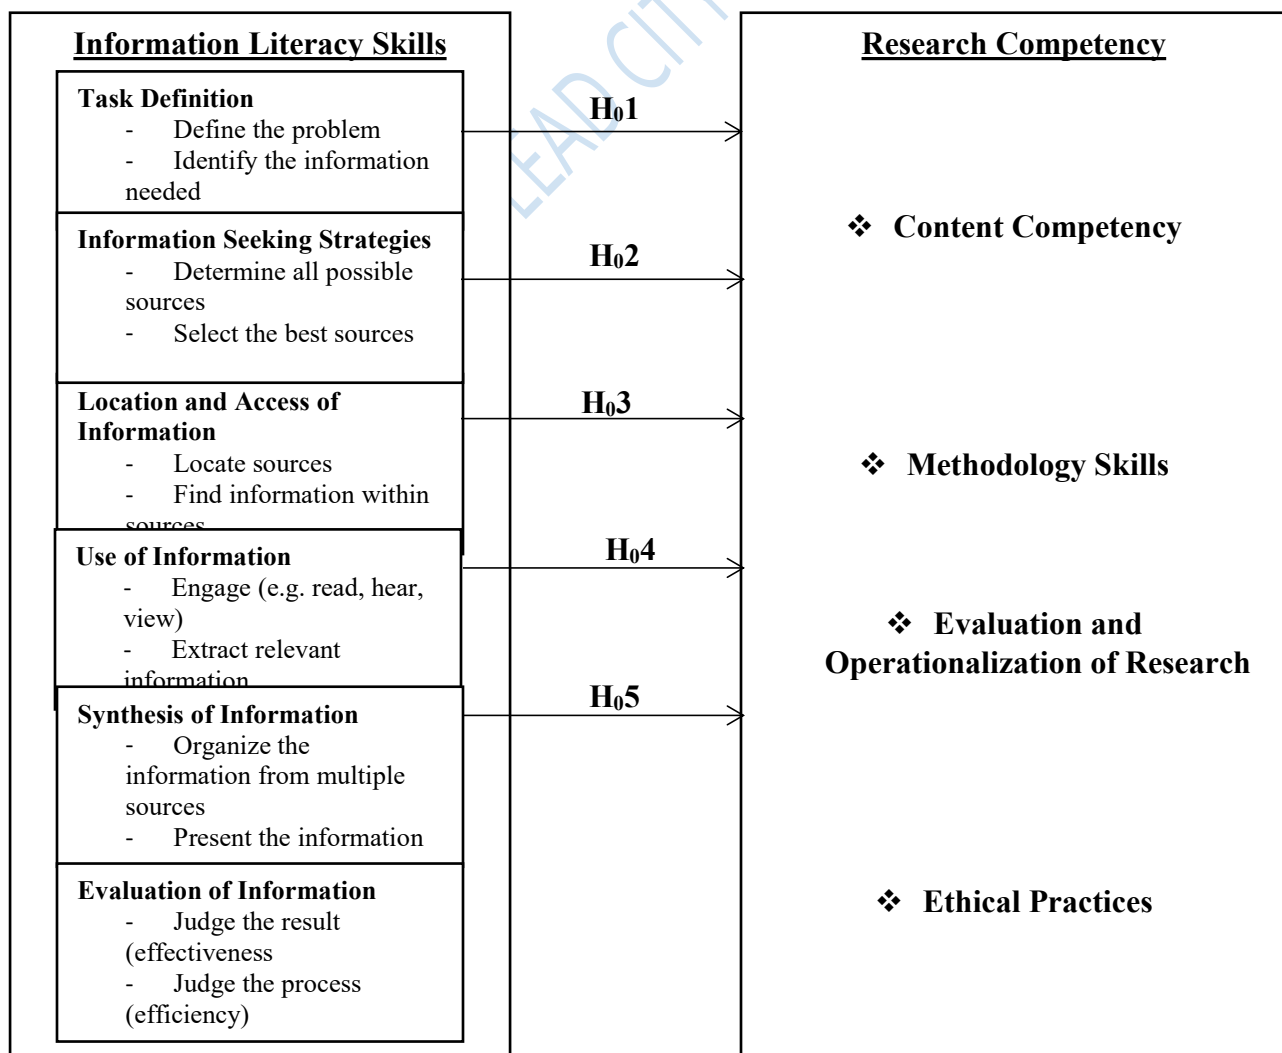 Information Literacy Skills
Task Definition
- Define the problem
- Identify the information
needed
Information Seeking Strategies
- Determine all possible
sources
- Select the best sources
Location and Access of
Information
- Locate sources
- Find information within
sources
Use of Information
- Engage (e.g. read, hear,
view)
- Extract relevant
information
Synthesis of Information
- Organize the
information from multiple
sources
- Present the information
Evaluation of Information
- Judge the result
(effectiveness
- Judge the process
(efficiency)
LEAD CITY
H₀1
H₀2
H₀3
H₀4
H₀5
Research Competency
❖ Content Competency
❖ Methodology Skills
❖ Evaluation and
Operationalization of Research
❖ Ethical Practices